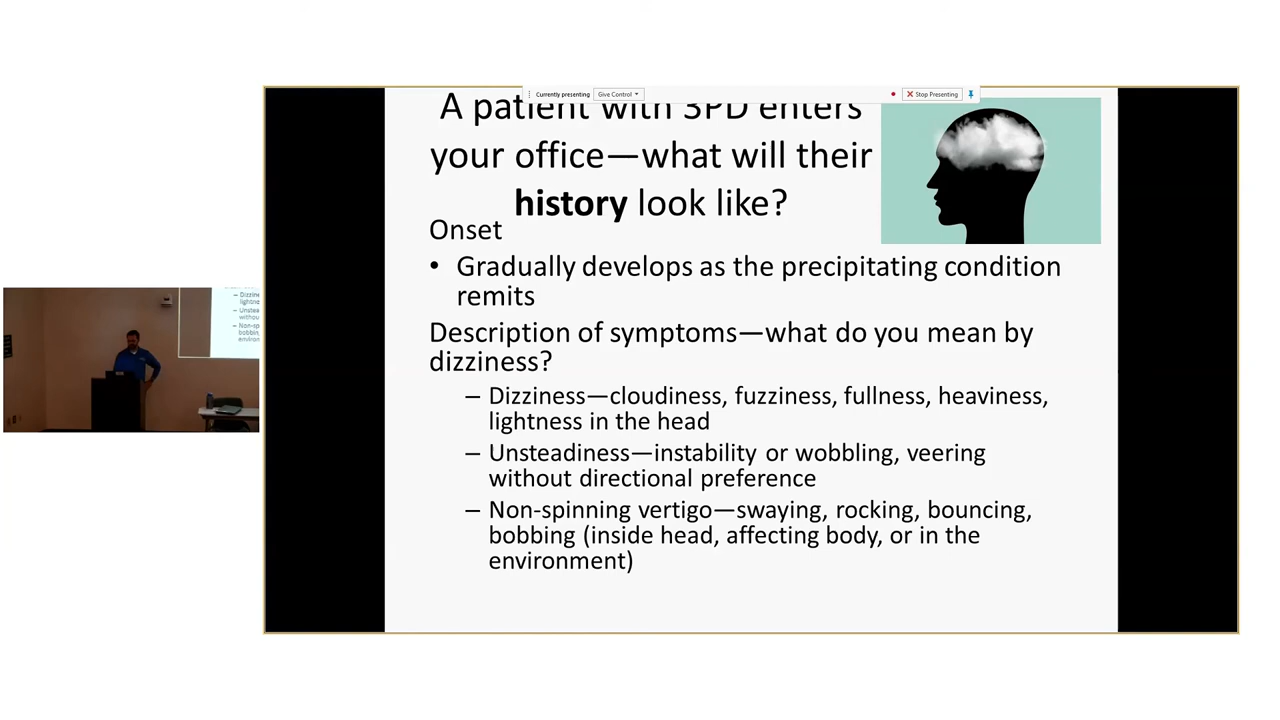 Currently presenting
Give Control
Stop Presenting
A patient with 3PD enters
your office—what will their
history look like?
Onset
• Gradually develops as the precipitating condition
remits
Description of symptoms—what do you mean by
dizziness?
– Dizziness—cloudiness, fuzziness, fullness, heaviness,
lightness in the head
– Unsteadiness—instability or wobbling, veering
without directional preference
– Non-spinning vertigo—swaying, rocking, bouncing,
bobbing (inside head, affecting body, or in the
environment)